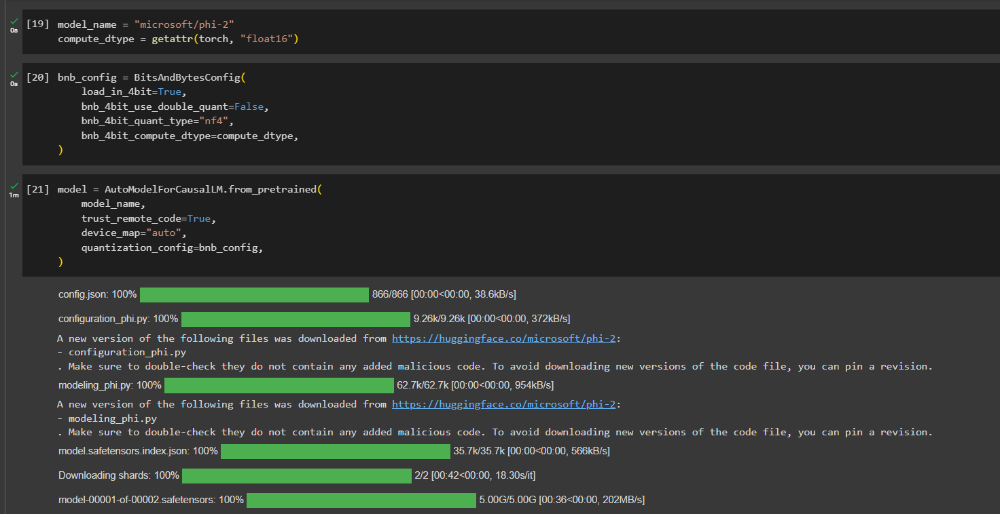 [19] model_name = "microsoft/phi-2"
0s
compute_dtype = getattr(torch, "float16")
[20] bnb_config = BitsAndBytesConfig(
0s
load_in_4bit=True,
bnb_4bit_use_double_quant=False,
bnb_4bit_quant_type="nf4",
bnb_4bit_compute_dtype=compute_dtype,
)
[21] model = AutoModelForCausalLM.from_pretrained(
1m
model_name,
trust_remote_code=True,
device_map="auto",
quantization_config=bnb_config,
)
config.json: 100% 866/866 [00:00<00:00, 38.6kB/s]
configuration_phi.py: 100% 9.26k/9.26k [00:00<00:00, 372kB/s]
A new version of the following files was downloaded from https://huggingface.co/microsoft/phi-2:
- configuration_phi.py
. Make sure to double-check they do not contain any added malicious code. To avoid downloading new versions of the code file, you can pin a revision.
modeling_phi.py: 100% 62.7k/62.7k [00:00<00:00, 954kB/s]
A new version of the following files was downloaded from https://huggingface.co/microsoft/phi-2:
- modeling_phi.py
. Make sure to double-check they do not contain any added malicious code. To avoid downloading new versions of the code file, you can pin a revision.
model.safetensors.index.json: 100% 35.7k/35.7k [00:00<00:00, 566kB/s]
Downloading shards: 100% 2/2 [00:42<00:00, 18.30s/it]
model-00001-of-00002.safetensors: 100% 5.00G/5.00G [00:36<00:00, 202MB/s]